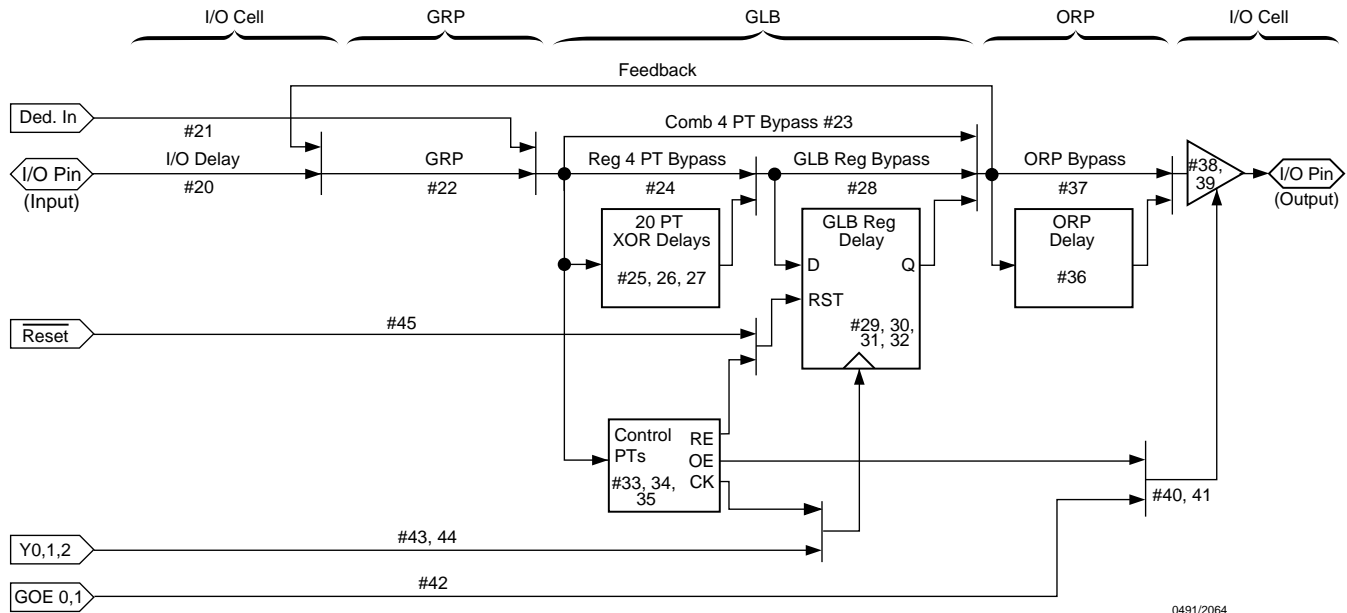 I/O Cell
GRP
GLB
ORP
I/O Cell
Feedback
Ded. In
#21
Comb 4 PT Bypass #23
I/O Pin
(Input)
I/O Delay
#20
GRP
#22
Reg 4 PT Bypass
#24
GLB Reg Bypass
#28
ORP Bypass
#37
#38,
39
I/O Pin
(Output)
20 PT
XOR Delays
#25, 26, 27
GLB Reg
Delay
D
Q
RST
#29, 30,
31, 32
ORP
Delay
#36
Reset
#45
Control
PTs
RE
OE
CK
#33, 34,
35
#40, 41
Y0,1,2
#43, 44
GOE 0,1
#42
0491/2064